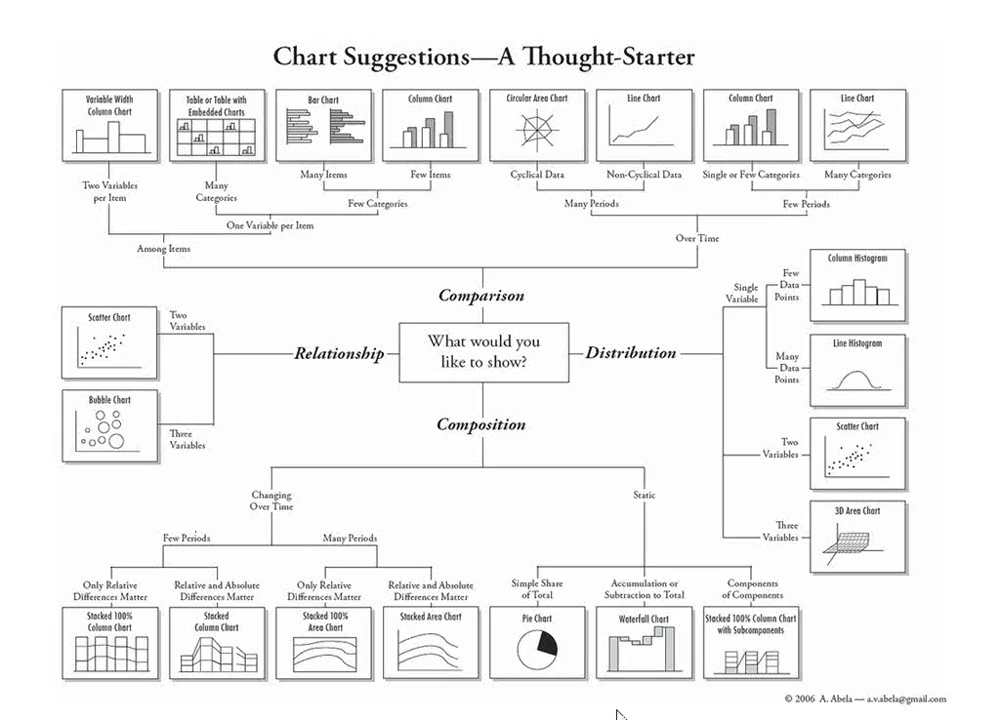 Chart Suggestions—A Thought-Starter
Variable Width
Column Chart
Table or Table with
Embedded Charts
Bar Chart
Column Chart
Circular Area Chart
Line Chart
Column Chart
Line Chart
Two Variables
per Item
Many
Categories
Many Items
Few Items
Cyclical Data
Non-Cyclical Data
Single or Few Categories
Many Categories
Few Categories
Many Periods
Few Periods
One Variable per Item
Over Time
Among Items
Comparison
What would you
like to show?
Relationship
Two
Variables
Scatter Chart
Three
Variables
Bubble Chart
Distribution
Single
Variable
Few
Data
Points
Column Histogram
Many
Data
Points
Line Histogram
Two
Variables
Scatter Chart
Three
Variables
3D Area Chart
Composition
Changing
Over Time
Static
Few Periods
Many Periods
Only Relative
Differences Matter
Relative and Absolute
Differences Matter
Only Relative
Differences Matter
Relative and Absolute
Differences Matter
Simple Share
of Total
Accumulation or
Subtraction to Total
Components
of Components
Stacked 100%
Column Chart
Stacked
Column Chart
Stacked 100%
Area Chart
Stacked Area Chart
Pie Chart
Waterfall Chart
Stacked 100% Column Chart
with Subcomponents
© 2006 A. Abela — a.v.abela@gmail.com